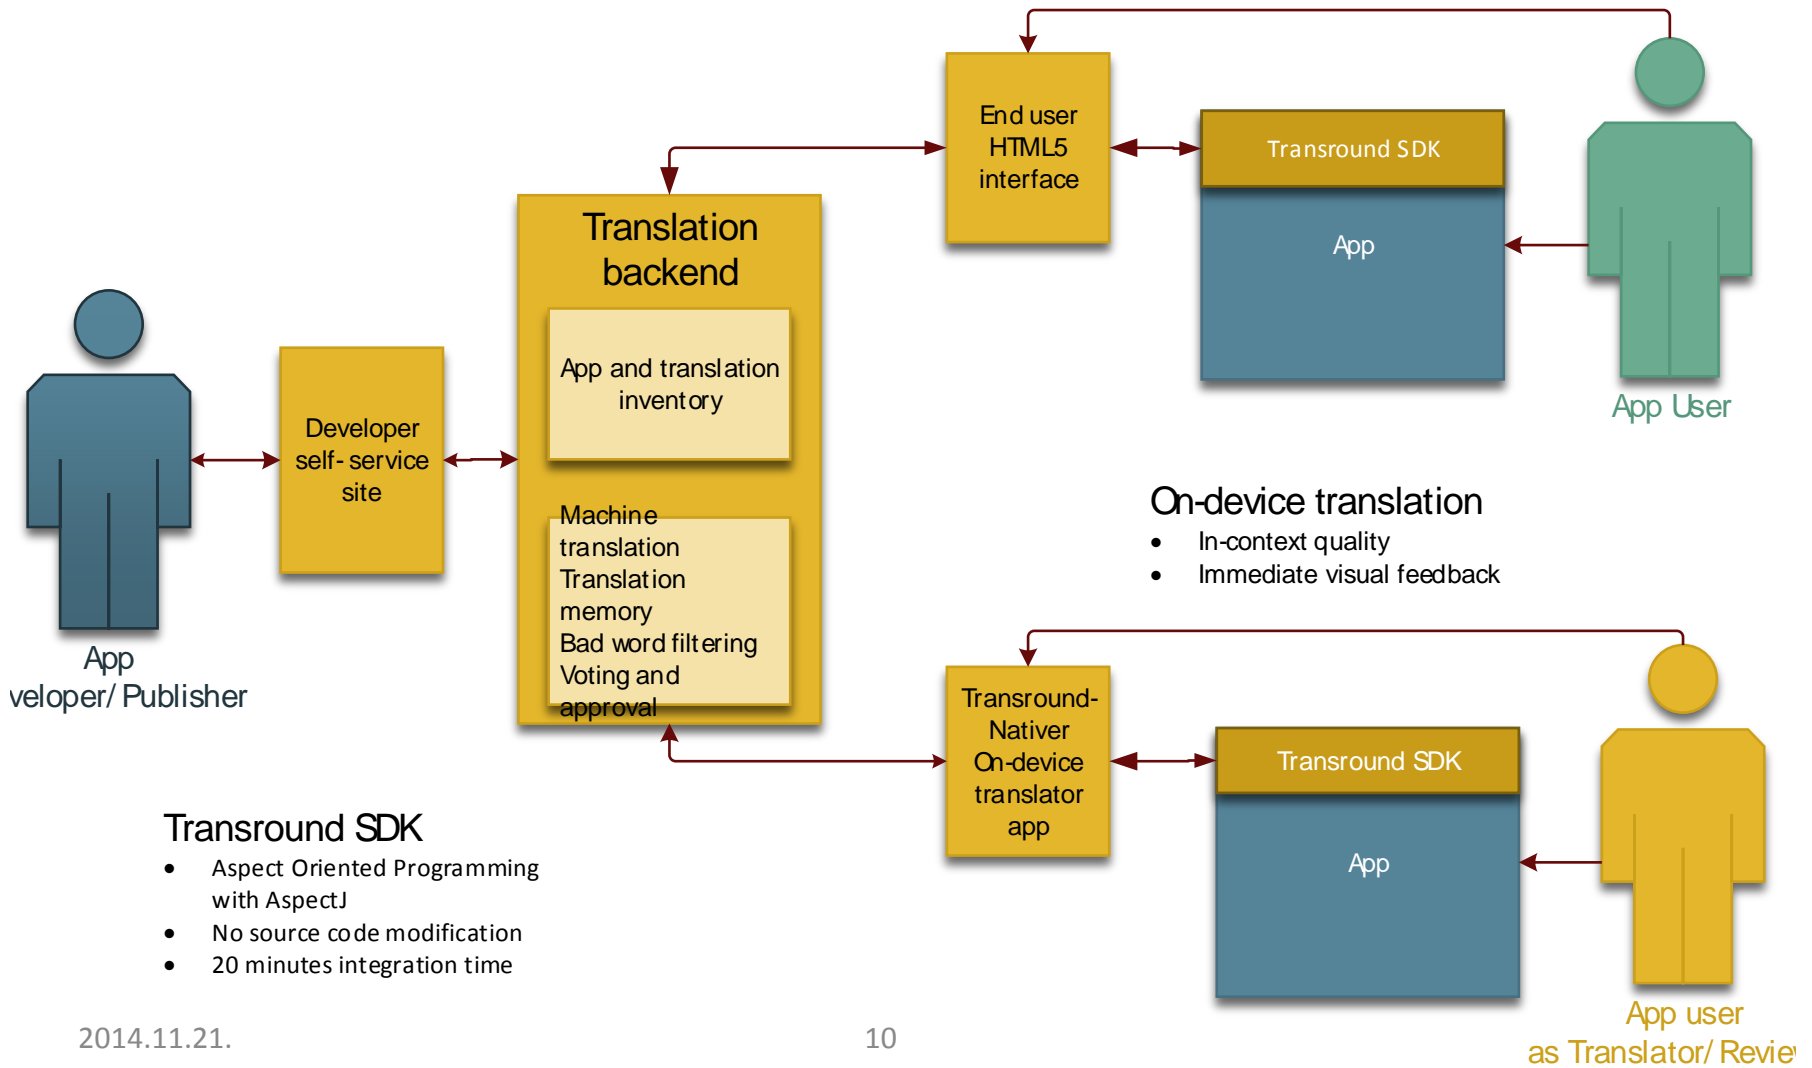 End user
HTML5
interface
Transround SDK
App
App User
Translation
backend
App and translation
inventory
Machine
translation
Translation
memory
Bad word filtering
Voting and
approval
Developer
self-service
site
App
veloper/Publisher
On-device translation
• In-context quality
• Immediate visual feedback
Transround-
Nativer
On-device
translator
app
Transround SDK
App
App user
as Translator/Review
Transround SDK
• Aspect Oriented Programming
with AspectJ
• No source code modification
• 20 minutes integration time
2014.11.21.
10